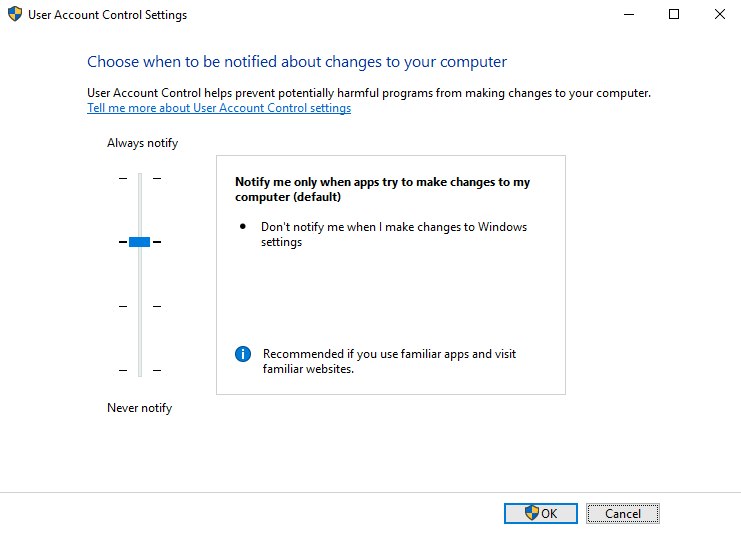 User Account Control Settings
Choose when to be notified about changes to your computer
User Account Control helps prevent potentially harmful programs from making changes to your computer.
Tell me more about User Account Control settings
Always notify
Notify me only when apps try to make changes to my
computer (default)
Don't notify me when I make changes to Windows
settings
Recommended if you use familiar apps and visit
familiar websites.
Never notify
OK
Cancel